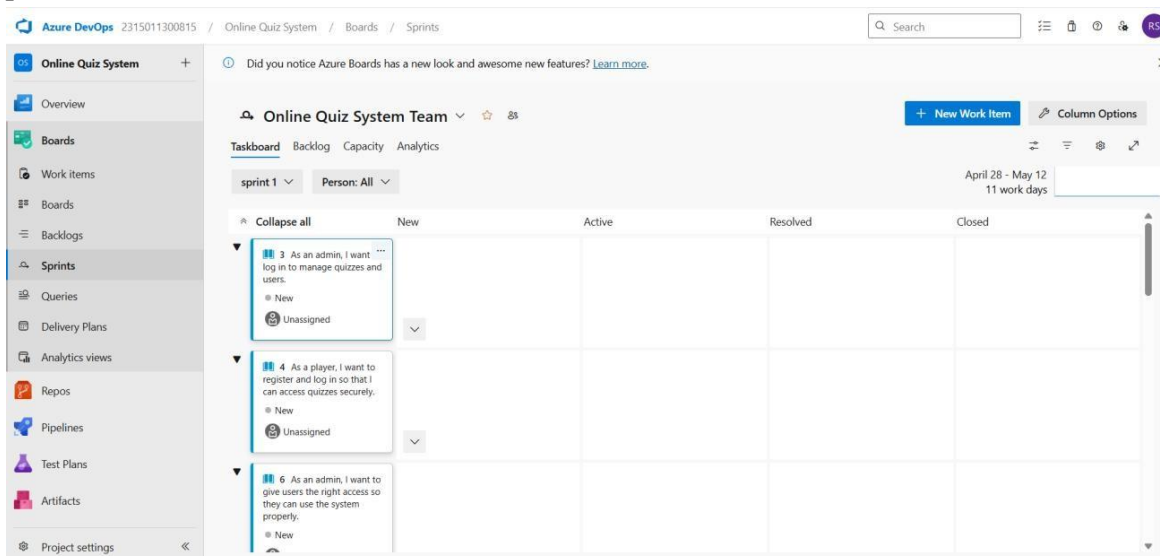 Azure DevOps 2315011300815 / Online Quiz System / Boards / Sprints
Search
RS
OS Online Quiz System +
Did you notice Azure Boards has a new look and awesome new features? Learn more.
Overview
Boards
Work items
Boards
Backlogs
Sprints
Queries
Delivery Plans
Analytics views
Repos
Pipelines
Test Plans
Artifacts
Project settings
Online Quiz System Team
+ New Work Item
Column Options
Taskboard Backlog Capacity Analytics
sprint 1
Person: All
April 28 - May 12
11 work days
Collapse all New Active Resolved Closed
3 As an admin, I want ...
log in to manage quizzes and
users.
New
Unassigned
4 As a player, I want to
register and log in so that I
can access quizzes securely.
New
Unassigned
6 As an admin, I want to
give users the right access so
they can use the system
properly.
New